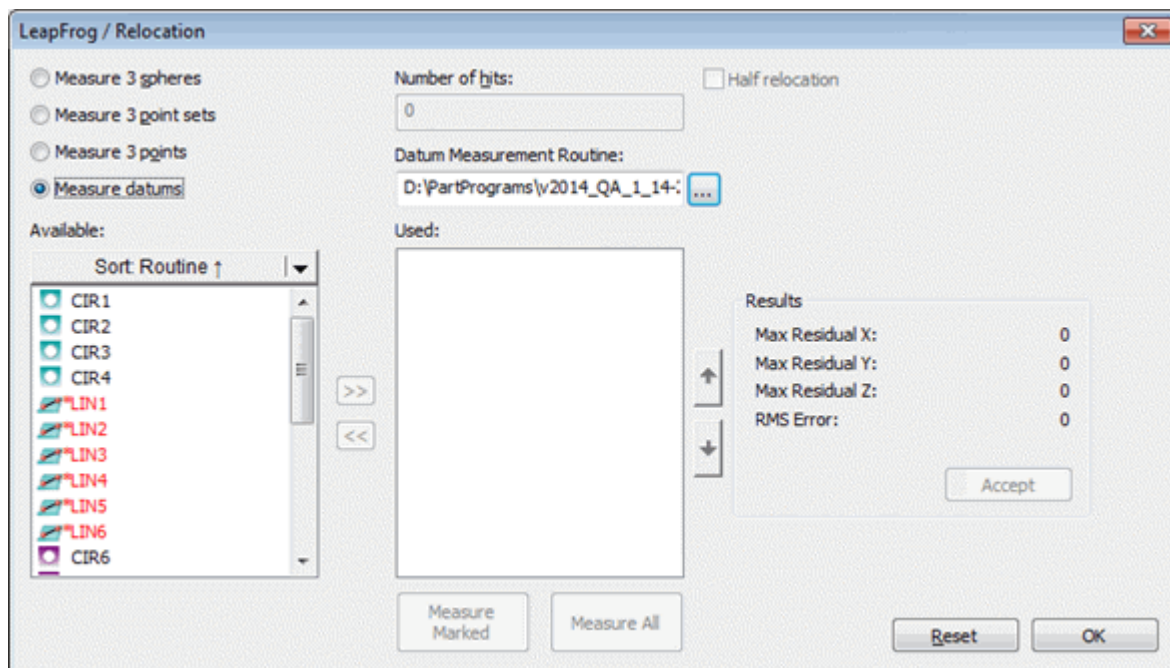 LeapFrog / Relocation
Measure 3 spheres
Measure 3 point sets
Measure 3 points
Measure datums
Number of hits:
0
Half relocation
Datum Measurement Routine:
D:\PartPrograms\v2014_QA_1_14-
...
Available:
Sort: Routine ↑
CIR1
CIR2
CIR3
CIR4
*LIN1
*LIN2
*LIN3
*LIN4
*LIN5
*LIN6
CIR6
>>
<<
Used:
Measure
Marked
Measure All
Results
Max Residual X: 0
Max Residual Y: 0
Max Residual Z: 0
RMS Error: 0
Accept
Reset
OK